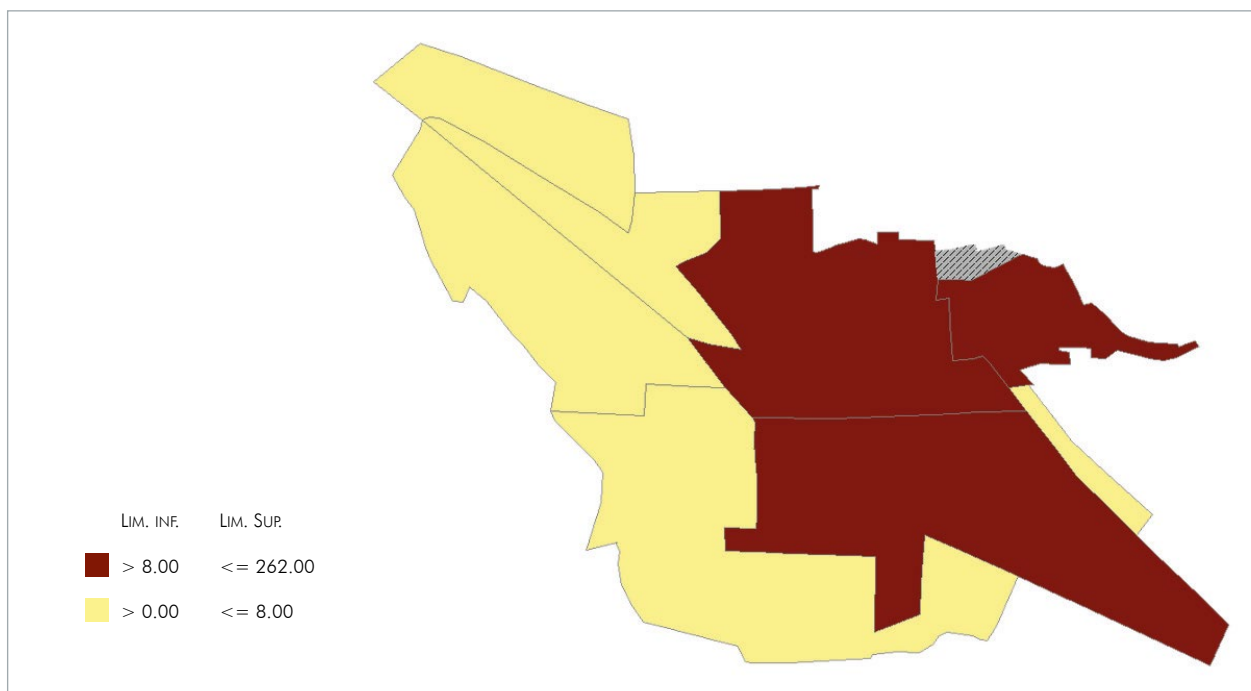 LIM. INF. LIM. SUP.
> 8.00 <= 262.00
> 0.00 <= 8.00